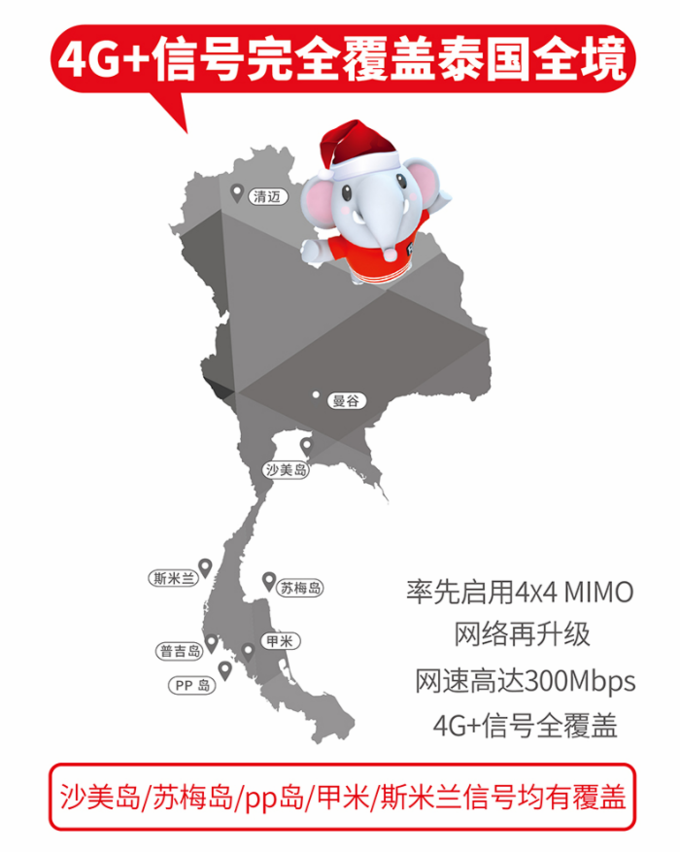 4G+信号完全覆盖泰国全境
清迈
曼谷
沙美岛
斯米兰
苏梅岛
普吉岛
甲米
PP 岛
率先启用4x4 MIMO
网络再升级
网速高达300Mbps
4G+信号全覆盖
沙美岛/苏梅岛/pp岛/甲米/斯米兰信号均有覆盖